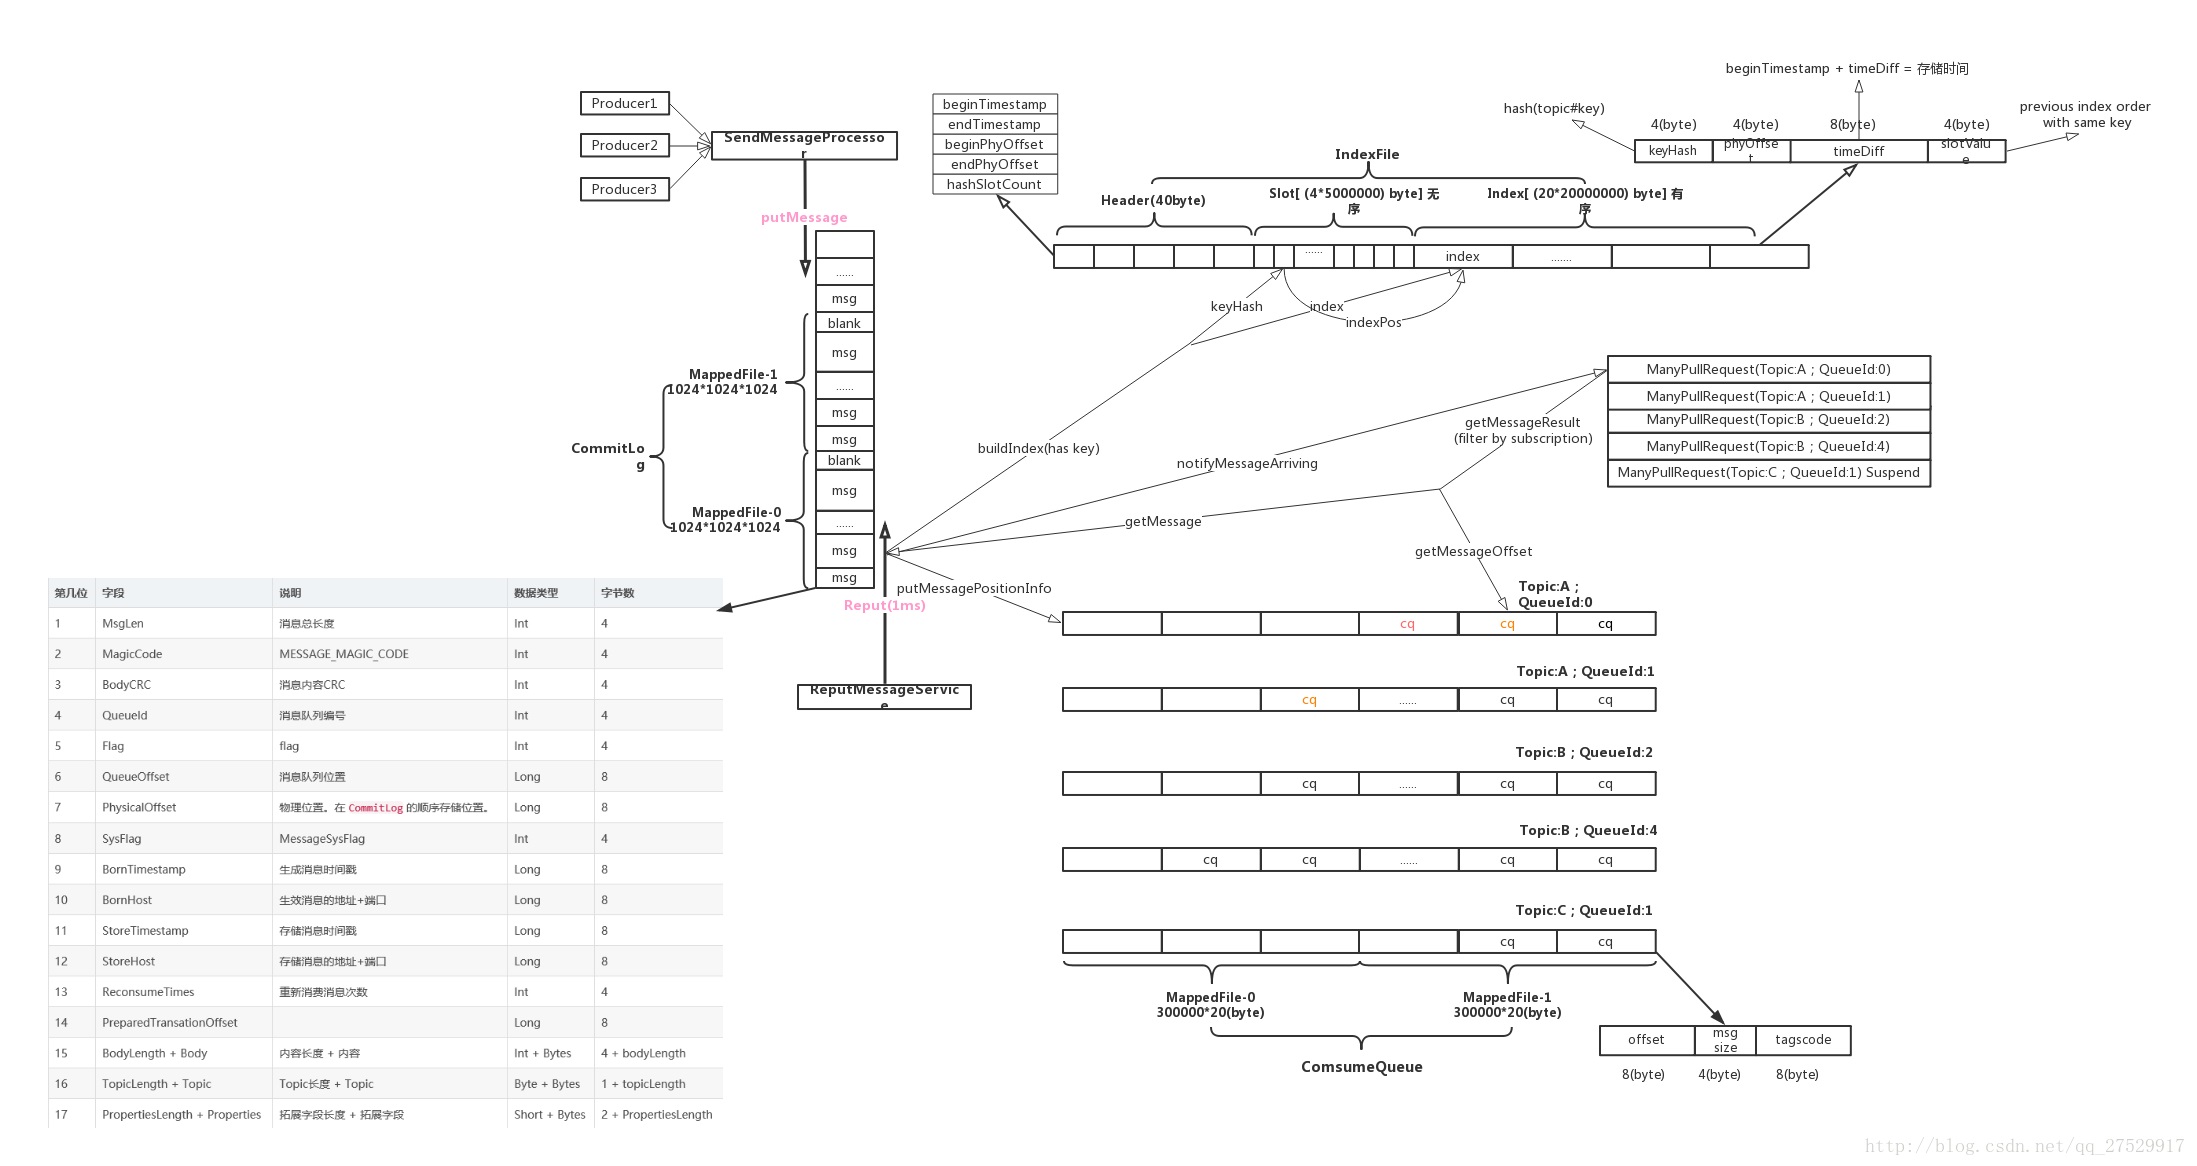 Producer1
Producer2
Producer3
SendMessageProcesso
r
putMessage
......
msg
blank
msg
......
msg
msg
blank
msg
......
msg
msg
MappedFile-1
1024*1024*1024
CommitLo
g
MappedFile-0
1024*1024*1024
Reput(1ms)
ReputMessageServic
e
beginTimestamp
endTimestamp
beginPhyOffset
endPhyOffset
hashSlotCount
IndexFile
Header(40byte)
Slot[ (4*5000000) byte] 无
序
Index[ (20*20000000) byte] 有
序
......
index
.......
beginTimestamp + timeDiff = 存储时间
hash(topic#key)
previous index order
with same key
4(byte) 4(byte) 8(byte) 4(byte)
keyHash
phyOffse
t
timeDiff
slotValu
e
keyHash
index
indexPos
buildIndex(has key)
notifyMessageArriving
getMessageResult
(filter by subscription)
getMessage
getMessageOffset
putMessagePositionInfo
ManyPullRequest(Topic:A ; QueueId:0)
ManyPullRequest(Topic:A ; QueueId:1)
ManyPullRequest(Topic:B ; QueueId:2)
ManyPullRequest(Topic:B ; QueueId:4)
ManyPullRequest(Topic:C ; QueueId:1) Suspend
Topic:A ;
QueueId:0
cq cq cq
Topic:A ; QueueId:1
cq ...... cq cq
Topic:B ; QueueId:2
cq ...... cq cq
Topic:B ; QueueId:4
cq cq ...... cq cq
Topic:C ; QueueId:1
cq cq
MappedFile-0
300000*20(byte)
MappedFile-1
300000*20(byte)
ComsumeQueue
offset
msg
size
tagscode
8(byte) 4(byte) 8(byte)
第几位 字段 说明 数据类型 字节数
1 MsgLen 消息总长度 Int 4
2 MagicCode MESSAGE_MAGIC_CODE Int 4
3 BodyCRC 消息内容CRC Int 4
4 QueueId 消息队列编号 Int 4
5 Flag flag Int 4
6 QueueOffset 消息队列位置 Long 8
7 PhysicalOffset 物理位置。在 CommitLog 的顺序存储位置。 Long 8
8 SysFlag MessageSysFlag Int 4
9 BornTimestamp 生成消息时间戳 Long 8
10 BornHost 生效消息的地址+端口 Long 8
11 StoreTimestamp 存储消息时间戳 Long 8
12 StoreHost 存储消息的地址+端口 Long 8
13 ReconsumeTimes 重新消费消息次数 Int 4
14 PreparedTransationOffset Long 8
15 BodyLength + Body 内容长度 + 内容 Int + Bytes 4 + bodyLength
16 TopicLength + Topic Topic长度 + Topic Byte + Bytes 1 + topicLength
17 PropertiesLength + Properties 拓展字段长度 + 拓展字段 Short + Bytes 2 + PropertiesLength
http://blog.csdn.net/qq_27529917